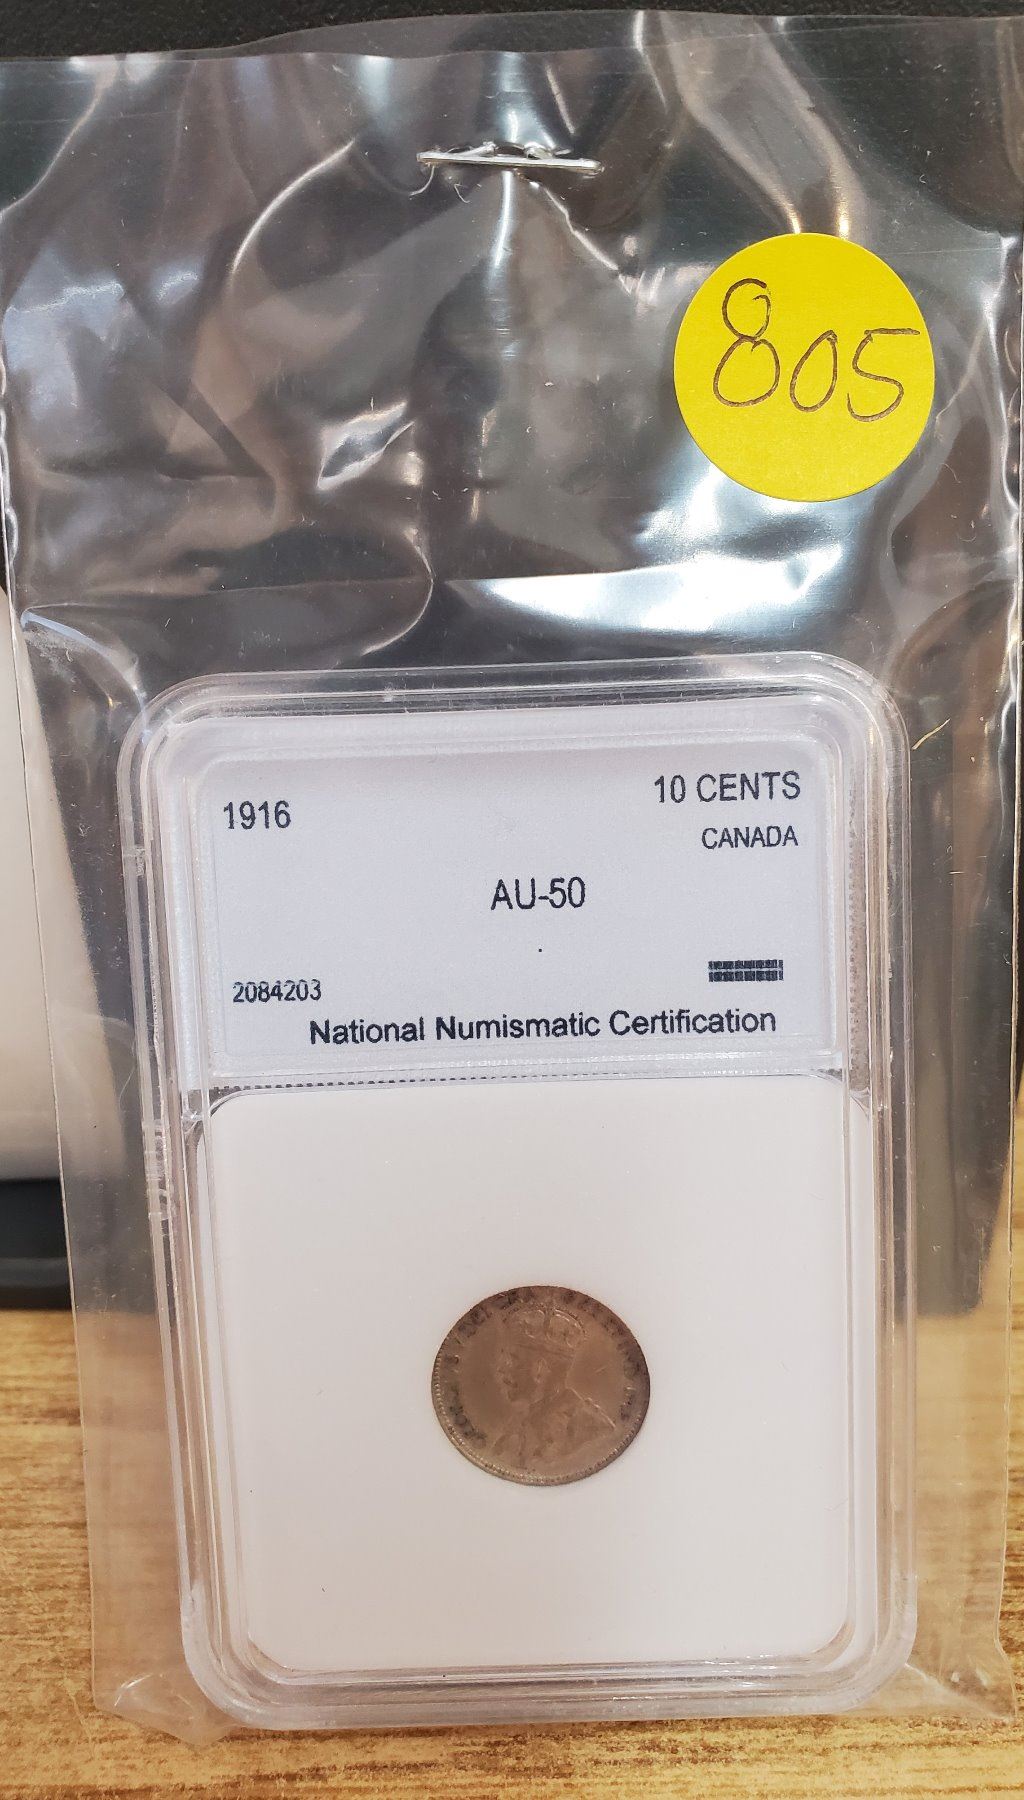 805
1916
10 CENTS
CANADA
AU-50
2084203
National Numismatic Certification